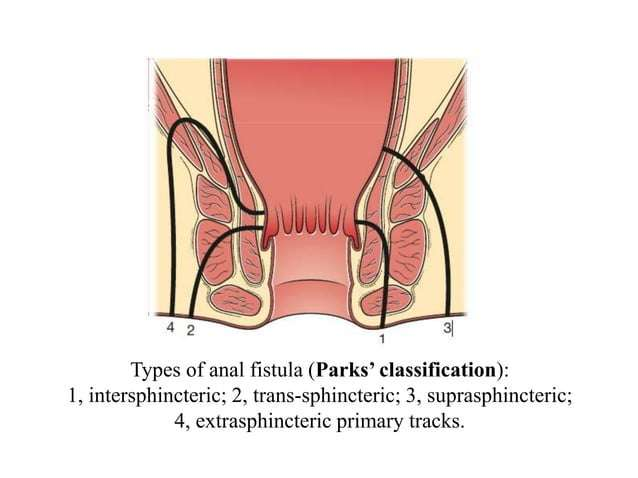 4 2 1 3
Types of anal fistula (Parks’ classification):
1, intersphincteric; 2, trans-sphincteric; 3, suprasphincteric;
4, extrasphincteric primary tracks.